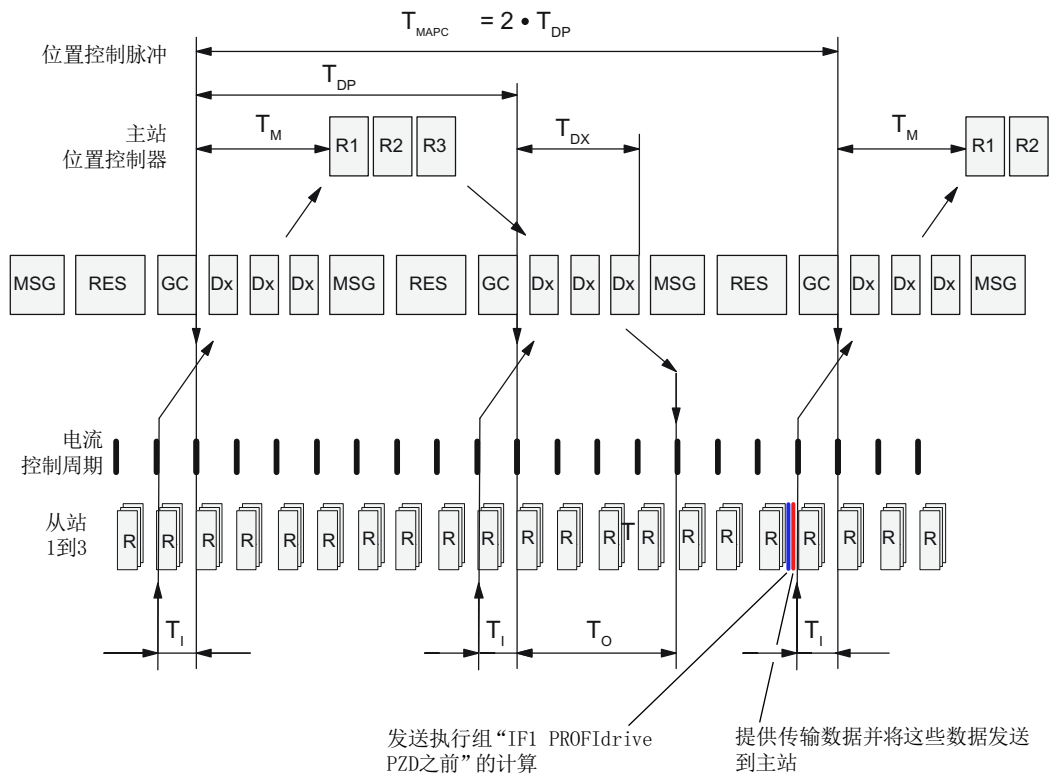 T_MAPC = 2 • T_DP
位置控制脉冲
T_DP
主站
位置控制器
T_M
R1 R2 R3
T_DX
T_M
R1 R2
MSG RES GC Dx Dx Dx MSG RES GC Dx Dx Dx MSG RES GC Dx Dx Dx MSG
电流
控制周期
从站
1到3
R R R R R R R R R R R R R T R R R R R R R R
T_I
T_I
T_O
T_I
发送执行组“IF1 PROFIdrive
PZD之前”的计算
提供传输数据并将这些数据发送
到主站